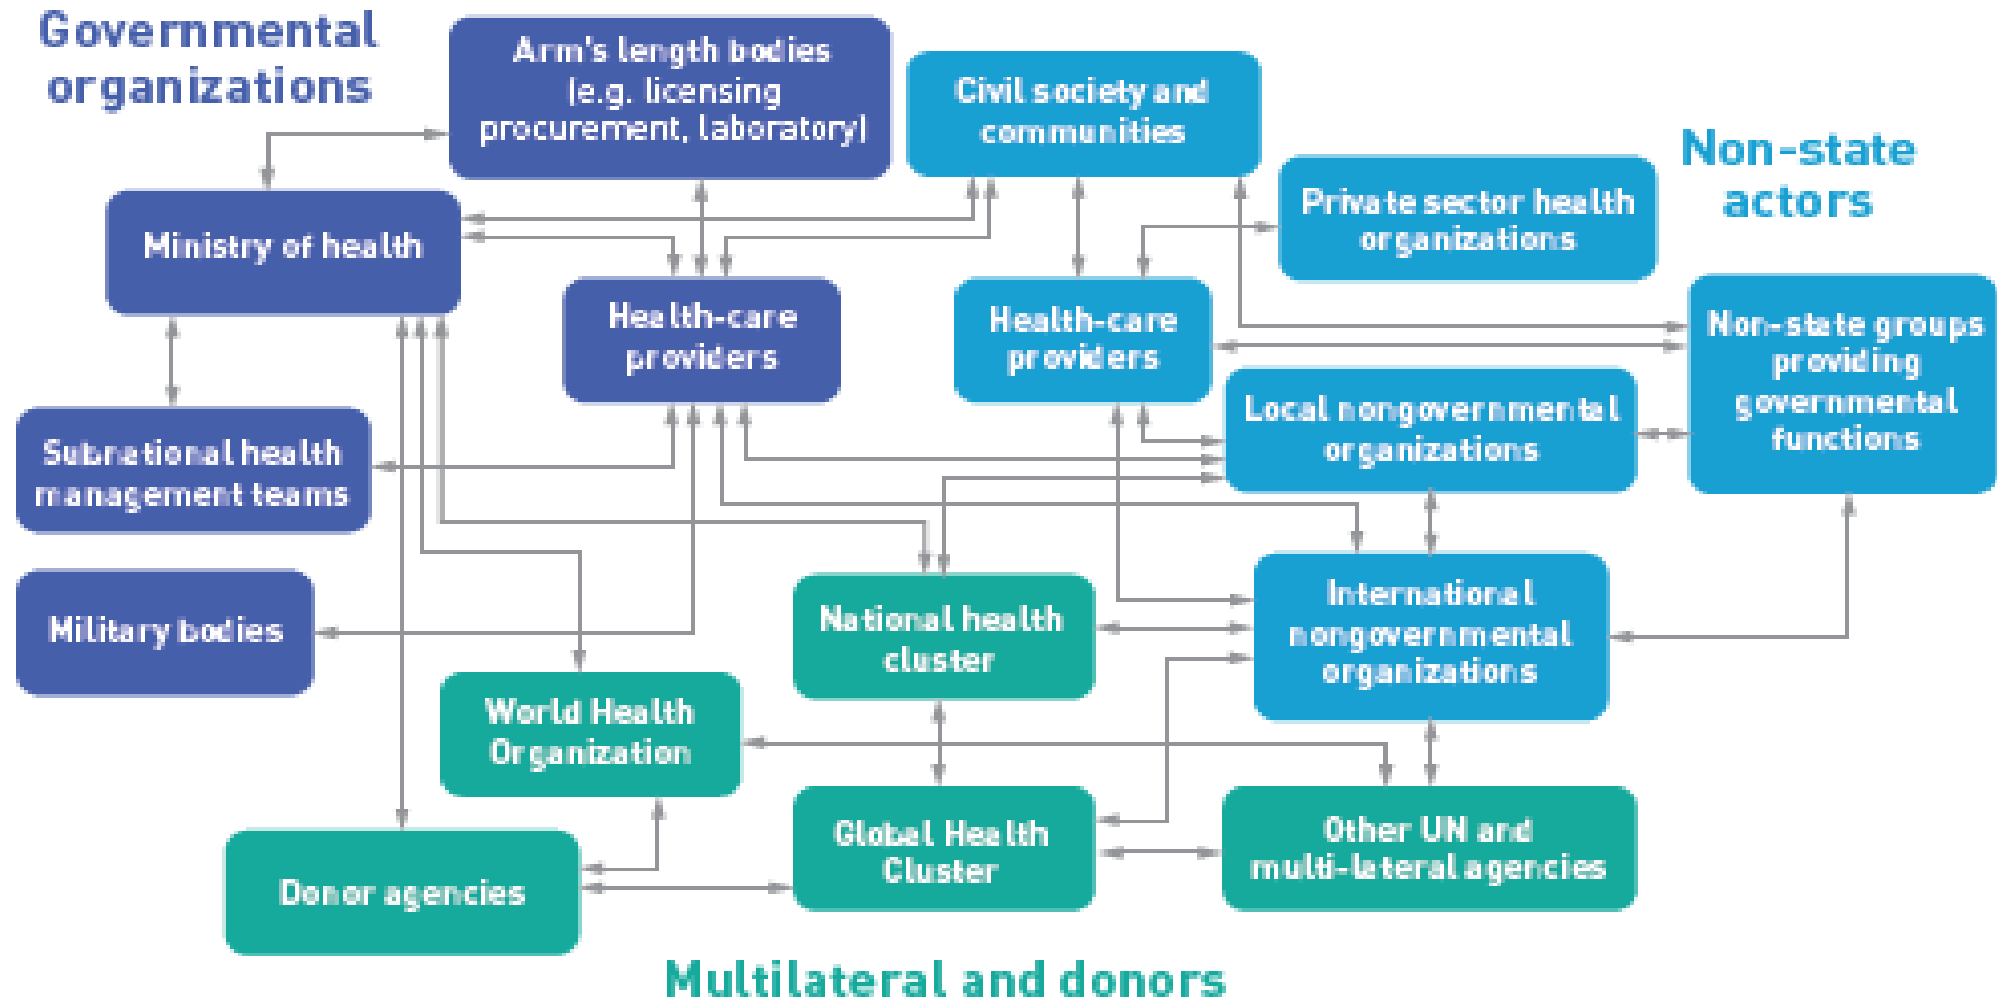 Governmental
organizations
Arm's length bodies
(e.g. licensing
procurement, laboratory)
Civil society and
communities
Non-state
actors
Private sector health
organizations
Ministry of health
Health-care
providers
Health-care
providers
Non-state groups
providing
governmental
functions
Local nongovernmental
organizations
Subnational health
management teams
Military bodies
National health
cluster
International
nongovernmental
organizations
World Health
Organization
Global Health
Cluster
Other UN and
multi-lateral agencies
Donor agencies
Multilateral and donors